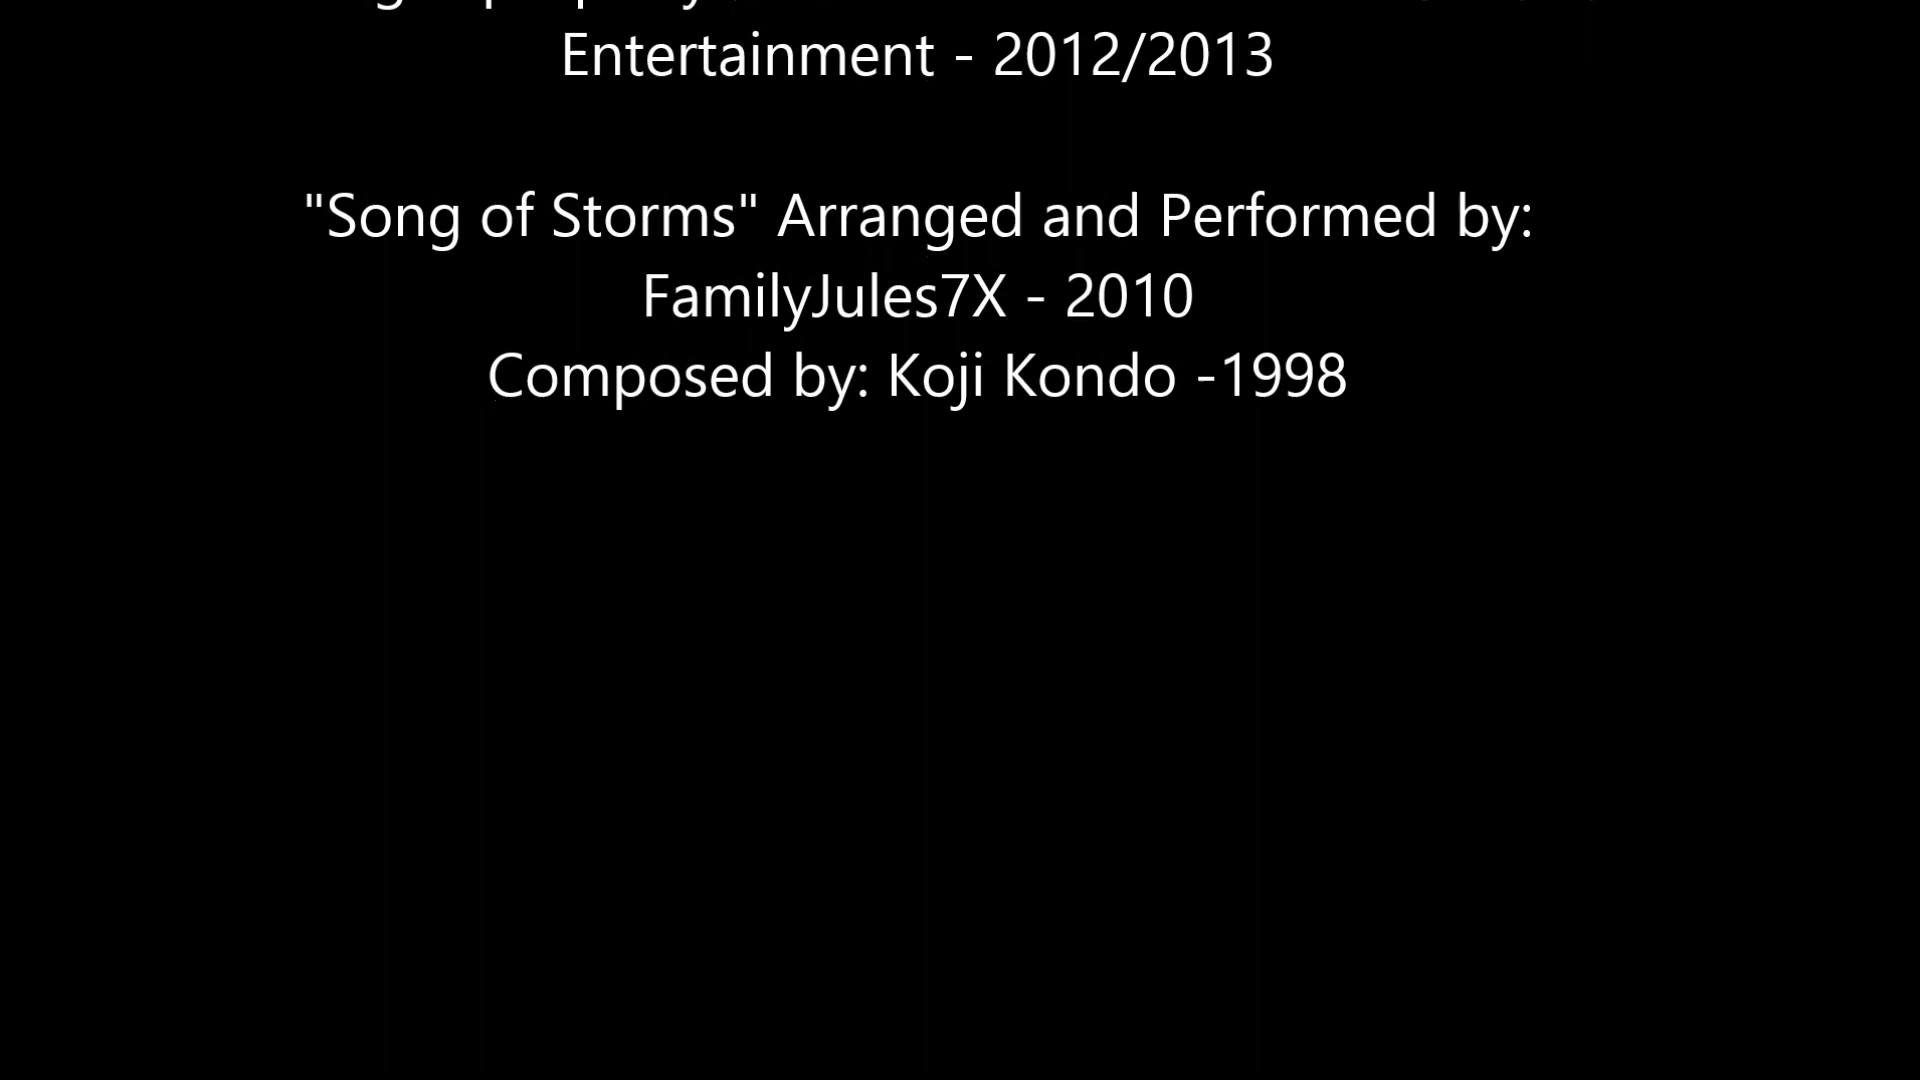 Entertainment - 2012/2013
"Song of Storms" Arranged and Performed by:
FamilyJules7X - 2010
Composed by: Koji Kondo -1998